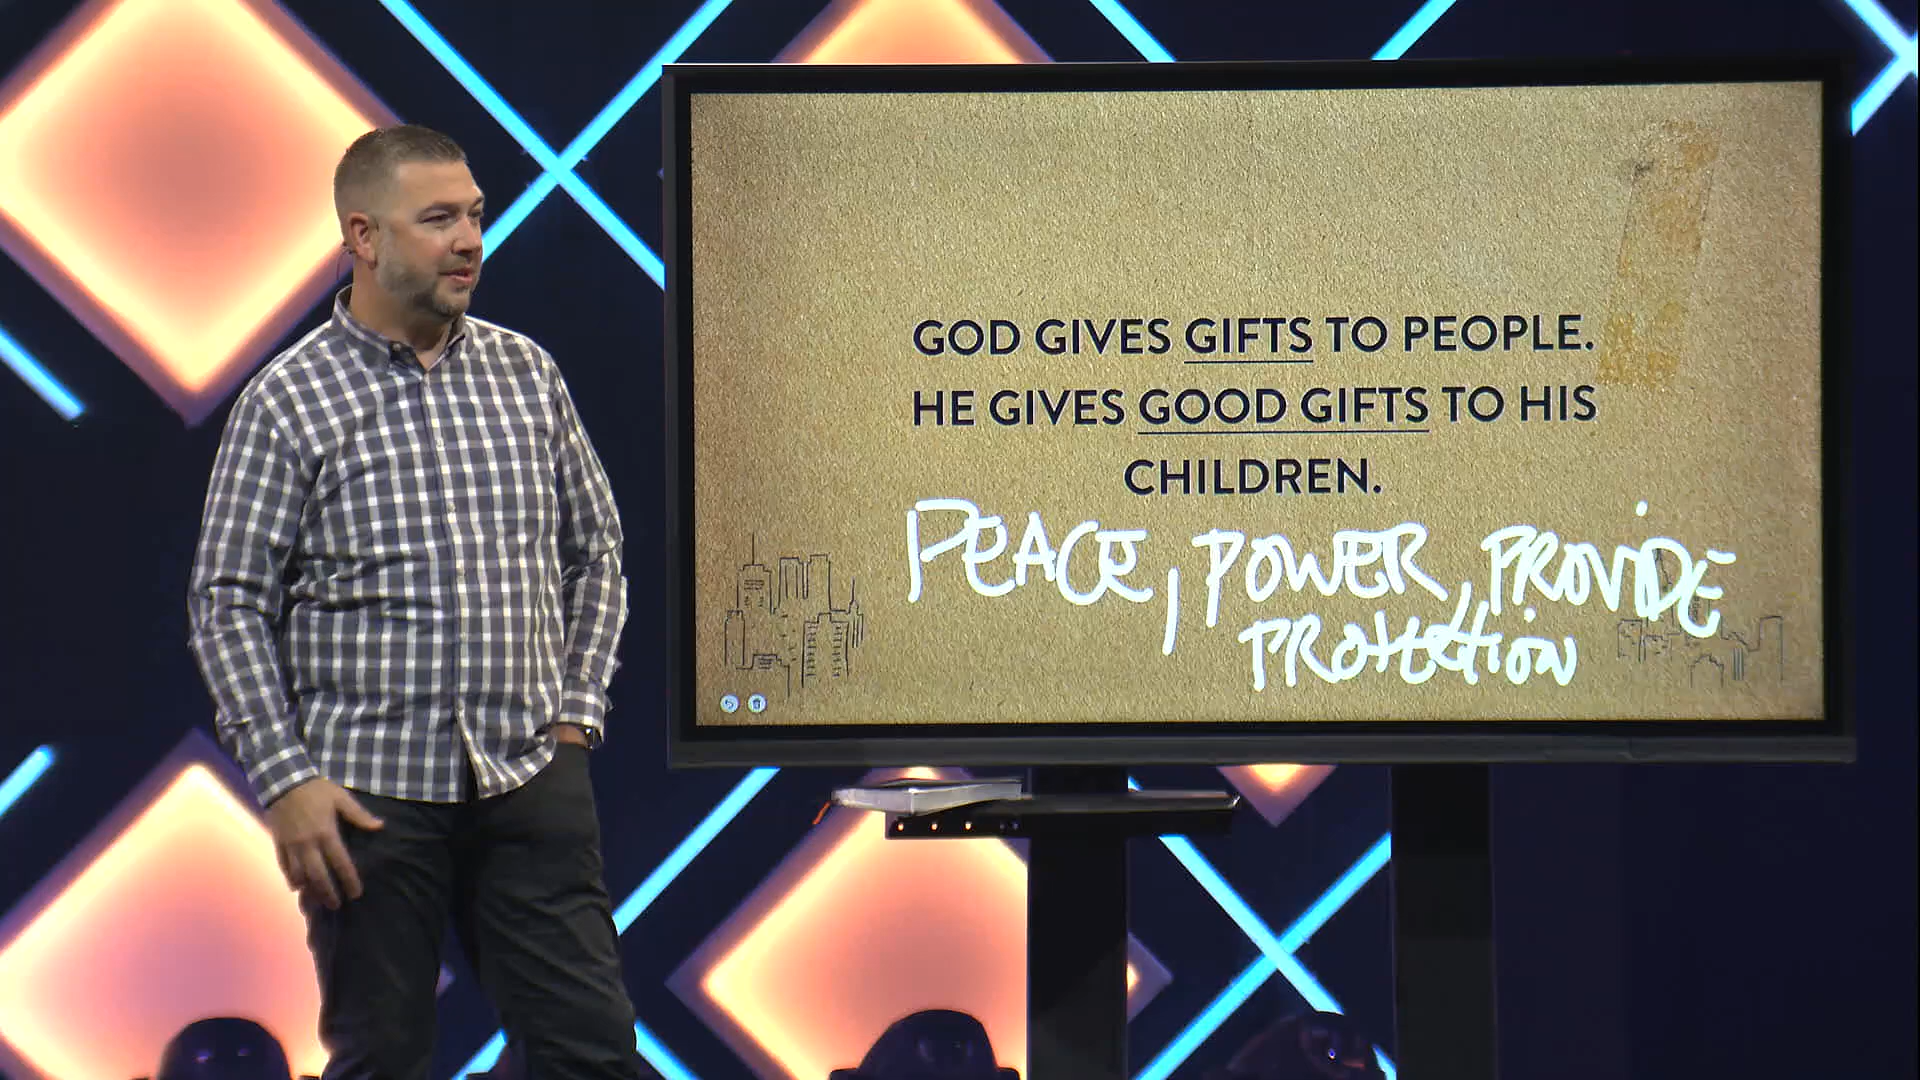 GOD GIVES GIFTS TO PEOPLE.
HE GIVES GOOD GIFTS TO HIS
CHILDREN.
PEACE, POWER, PROVIDE
PROTECTION